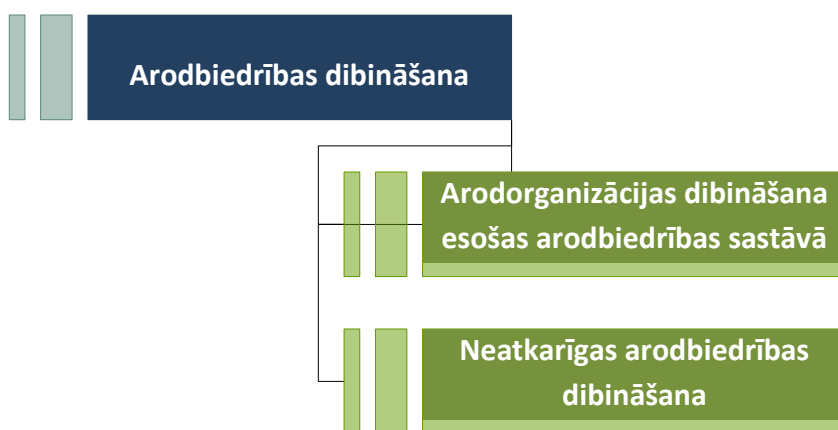 Arodbiedrības dibināšana
Arodorganizācijas dibināšana
esošas arodbiedrības sastāvā
Neatkarīgas arodbiedrības
dibināšana